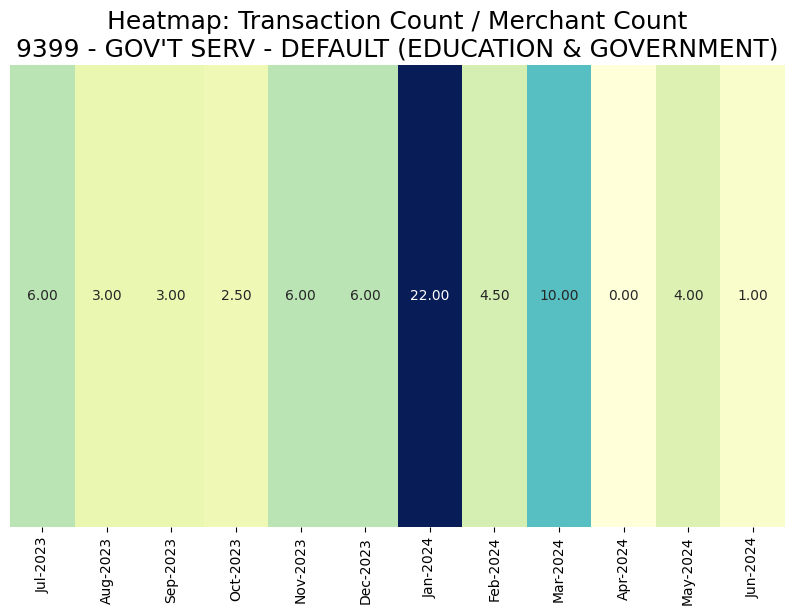 Heatmap: Transaction Count / Merchant Count
9399 - GOV'T SERV - DEFAULT (EDUCATION & GOVERNMENT)
6.00 3.00 3.00 2.50 6.00 6.00 22.00 4.50 10.00 0.00 4.00 1.00
Jul-2023 Aug-2023 Sep-2023 Oct-2023 Nov-2023 Dec-2023 Jan-2024 Feb-2024 Mar-2024 Apr-2024 May-2024 Jun-2024